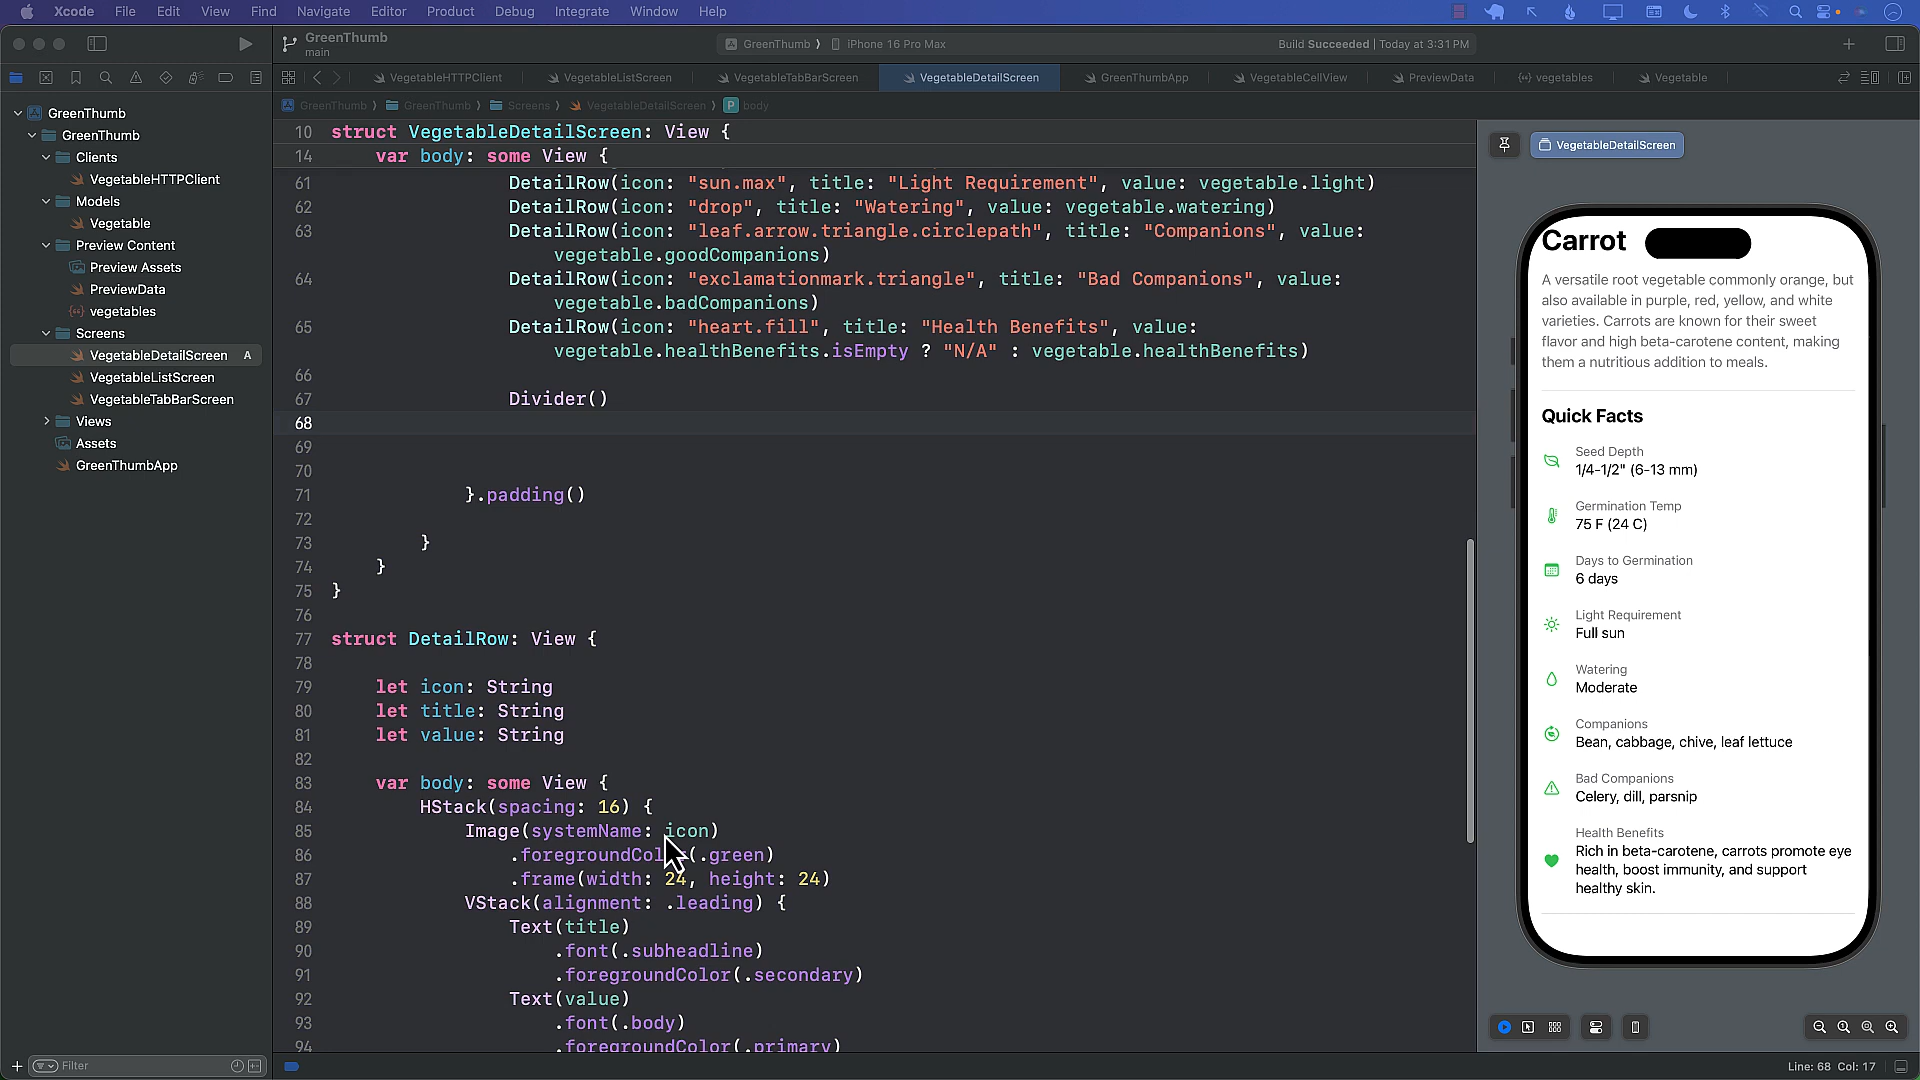 Xcode File Edit View Find Navigate Editor Product Debug Integrate Window Help
GreenThumb
main
GreenThumb iPhone 16 Pro Max
Build Succeeded | Today at 3:31 PM
VegetableHTTPClient VegetableListScreen VegetableTabBarScreen VegetableDetailScreen GreenThumbApp VegetableCellView PreviewData vegetables Vegetable
GreenThumb GreenThumb Screens VegetableDetailScreen P body
GreenThumb
GreenThumb
Clients
VegetableHTTPClient
Models
Vegetable
Preview Content
Preview Assets
PreviewData
vegetables
Screens
VegetableDetailScreen A
VegetableListScreen
VegetableTabBarScreen
Views
Assets
GreenThumbApp
Filter
10 struct VegetableDetailScreen: View {
14 var body: some View {
61 DetailRow(icon: "sun.max", title: "Light Requirement", value: vegetable.light)
62 DetailRow(icon: "drop", title: "Watering", value: vegetable.watering)
63 DetailRow(icon: "leaf.arrow.triangle.circlepath", title: "Companions", value:
vegetable.goodCompanions)
64 DetailRow(icon: "exclamationmark.triangle", title: "Bad Companions", value:
vegetable.badCompanions)
65 DetailRow(icon: "heart.fill", title: "Health Benefits", value:
vegetable.healthBenefits.isEmpty ? "N/A" : vegetable.healthBenefits)
66
67 Divider()
68
69
70
71 }.padding()
72
73 }
74 }
75 }
76
77 struct DetailRow: View {
78
79 let icon: String
80 let title: String
81 let value: String
82
83 var body: some View {
84 HStack(spacing: 16) {
85 Image(systemName: icon)
86 .foregroundCol (.green)
87 .frame(width: 24, height: 24)
88 VStack(alignment: .leading) {
89 Text(title)
90 .font(.subheadline)
91 .foregroundColor(.secondary)
92 Text(value)
93 .font(.body)
94 .foregroundColor(.primary)
VegetableDetailScreen
Carrot
A versatile root vegetable commonly orange, but
also available in purple, red, yellow, and white
varieties. Carrots are known for their sweet
flavor and high beta-carotene content, making
them a nutritious addition to meals.
Quick Facts
Seed Depth
1/4-1/2" (6-13 mm)
Germination Temp
75 F (24 C)
Days to Germination
6 days
Light Requirement
Full sun
Watering
Moderate
Companions
Bean, cabbage, chive, leaf lettuce
Bad Companions
Celery, dill, parsnip
Health Benefits
Rich in beta-carotene, carrots promote eye
health, boost immunity, and support
healthy skin.
Line: 68 Col: 17